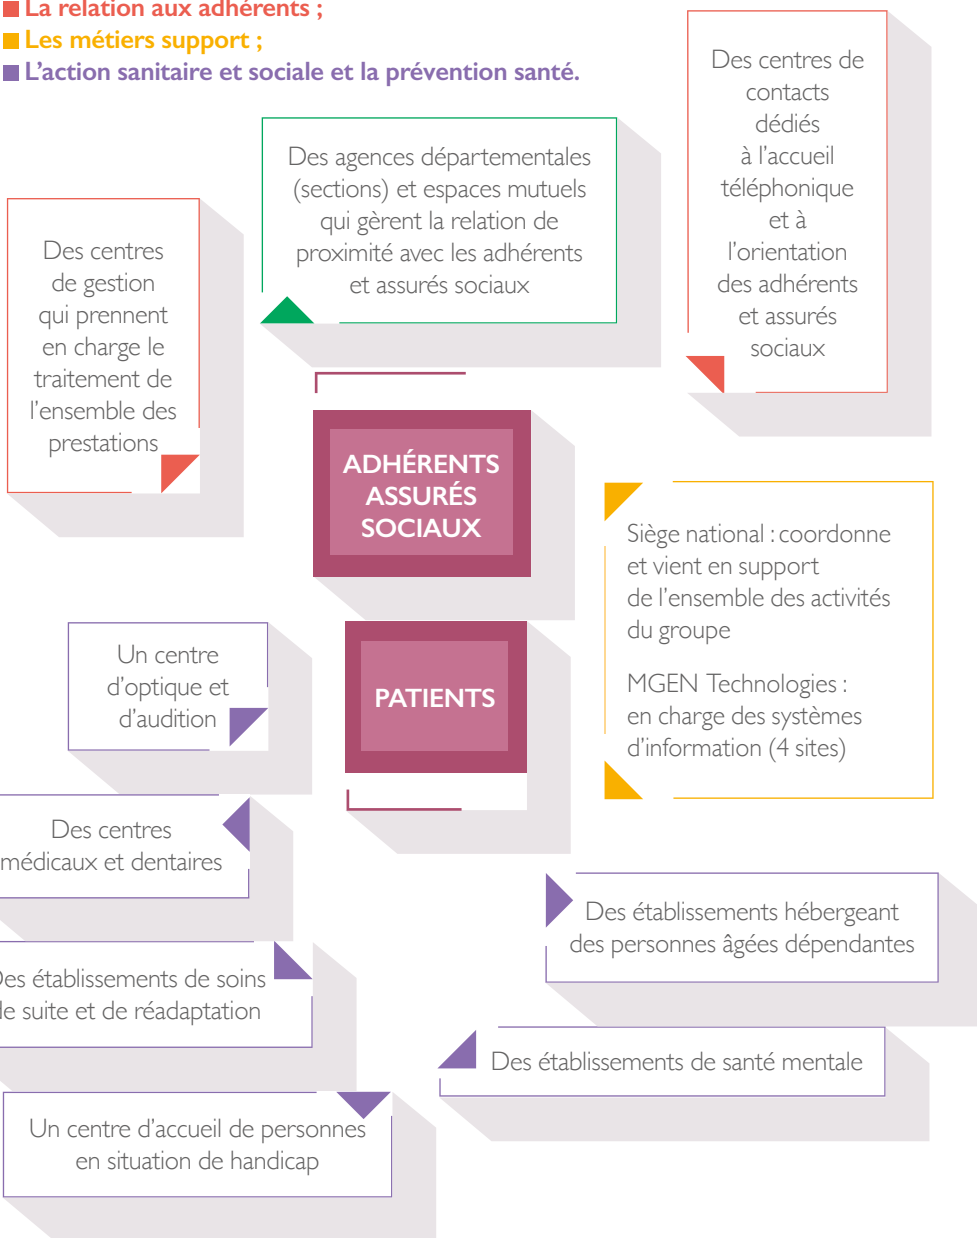 La relation aux adhérents ;
Les métiers support ;
L'action sanitaire et sociale et la prévention santé.
Des centres de
contacts
dédiés
à l'accueil
téléphonique
et à
l'orientation
des adhérents
et assurés
sociaux
Des agences départementales
(sections) et espaces mutuels
qui gèrent la relation de
proximité avec les adhérents
et assurés sociaux
Des centres
de gestion
qui prennent
en charge le
traitement de
l'ensemble des
prestations
ADHÉRENTS
ASSURÉS
SOCIAUX
Siège national : coordonne
et vient en support
de l'ensemble des activités
du groupe
MGEN Technologies :
en charge des systèmes
d'information (4 sites)
Un centre
d'optique et
d'audition
PATIENTS
Des centres
médicaux et dentaires
Des établissements hébergeant
des personnes âgées dépendantes
Des établissements de soins
de suite et de réadaptation
Des établissements de santé mentale
Un centre d'accueil de personnes
en situation de handicap